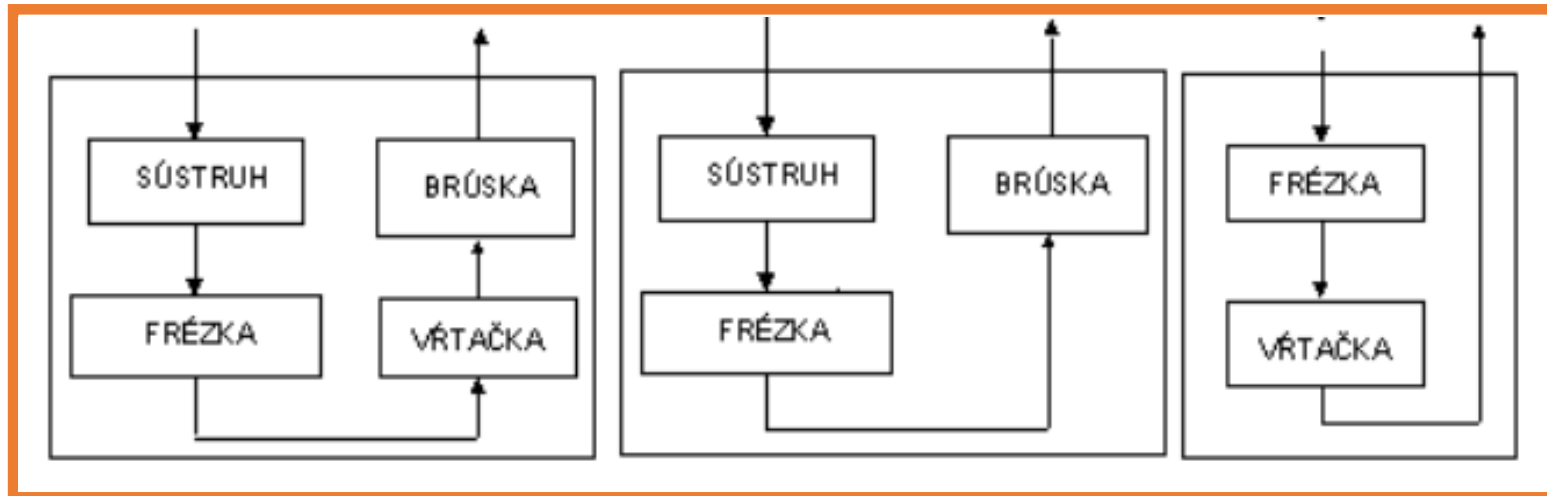 SÚSTRUH
FRÉZKA
VŔTAČKA
BRÚSKA
SÚSTRUH
FRÉZKA
BRÚSKA
FRÉZKA
VŔTAČKA